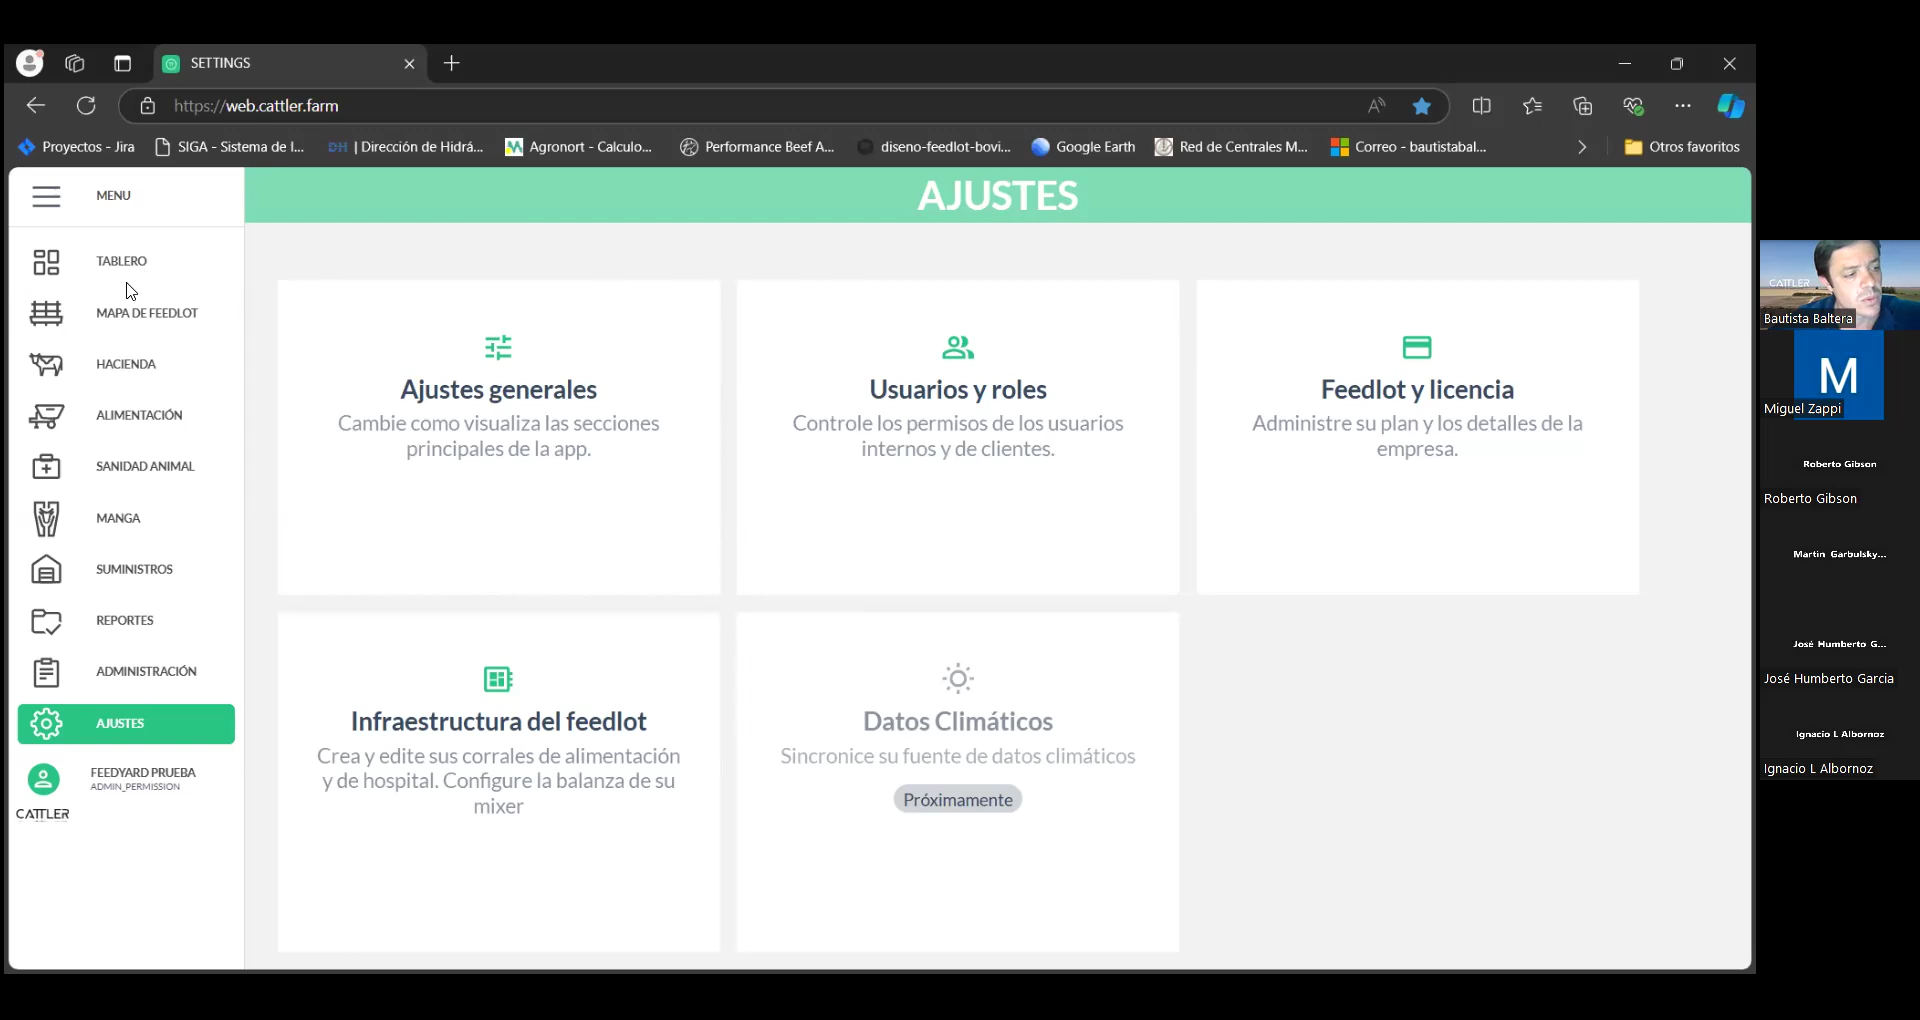 SETTINGS
https://web.cattler.farm
Proyectos - Jira
SIGA - Sistema de I...
DH | Dirección de Hidrá...
Agronort - Calculo...
Performance Beef A...
diseno-feedlot-bovi...
Google Earth
Red de Centrales M...
Correo - bautistabal...
Otros favoritos
MENU
AJUSTES
TABLERO
MAPA DE FEEDLOT
HACIENDA
ALIMENTACIÓN
SANIDAD ANIMAL
MANGA
SUMINISTROS
REPORTES
ADMINISTRACIÓN
AJUSTES
FEEDYARD PRUEBA
ADMIN_PERMISSION
CATTLER
Ajustes generales
Cambie como visualiza las secciones
principales de la app.
Usuarios y roles
Controle los permisos de los usuarios
internos y de clientes.
Feedlot y licencia
Administre su plan y los detalles de la
empresa.
Infraestructura del feedlot
Crea y edite sus corrales de alimentación
y de hospital. Configure la balanza de su
mixer
Datos Climáticos
Sincronice su fuente de datos climáticos
Próximamente
CATTLER
Bautista Baltera
M
Miguel Zappi
Roberto Gibson
Roberto Gibson
Martin Garbulsky...
José Humberto G...
José Humberto Garcia
Ignacio L Albornoz
Ignacio L Albornoz